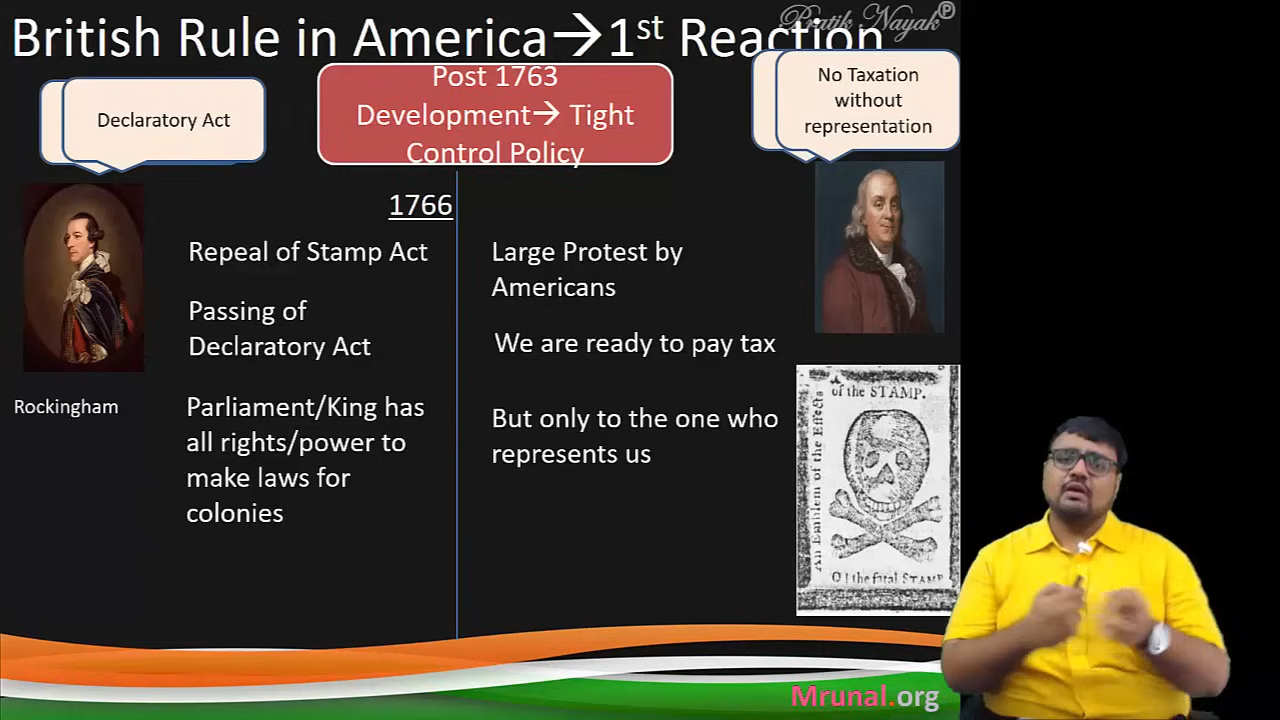 British Rule in America→1st Reaction
Pratik Nayak℗
Declaratory Act
Post 1763
Development→ Tight
Control Policy
No Taxation
without
representation
1766
Repeal of Stamp Act
Passing of
Declaratory Act
Rockingham
Parliament/King has
all rights/power to
make laws for
colonies
Large Protest by
Americans
We are ready to pay tax
But only to the one who
represents us
An Emblem of the Effects
of the STAMP.
O! the fatal STAMP
Mrunal.org